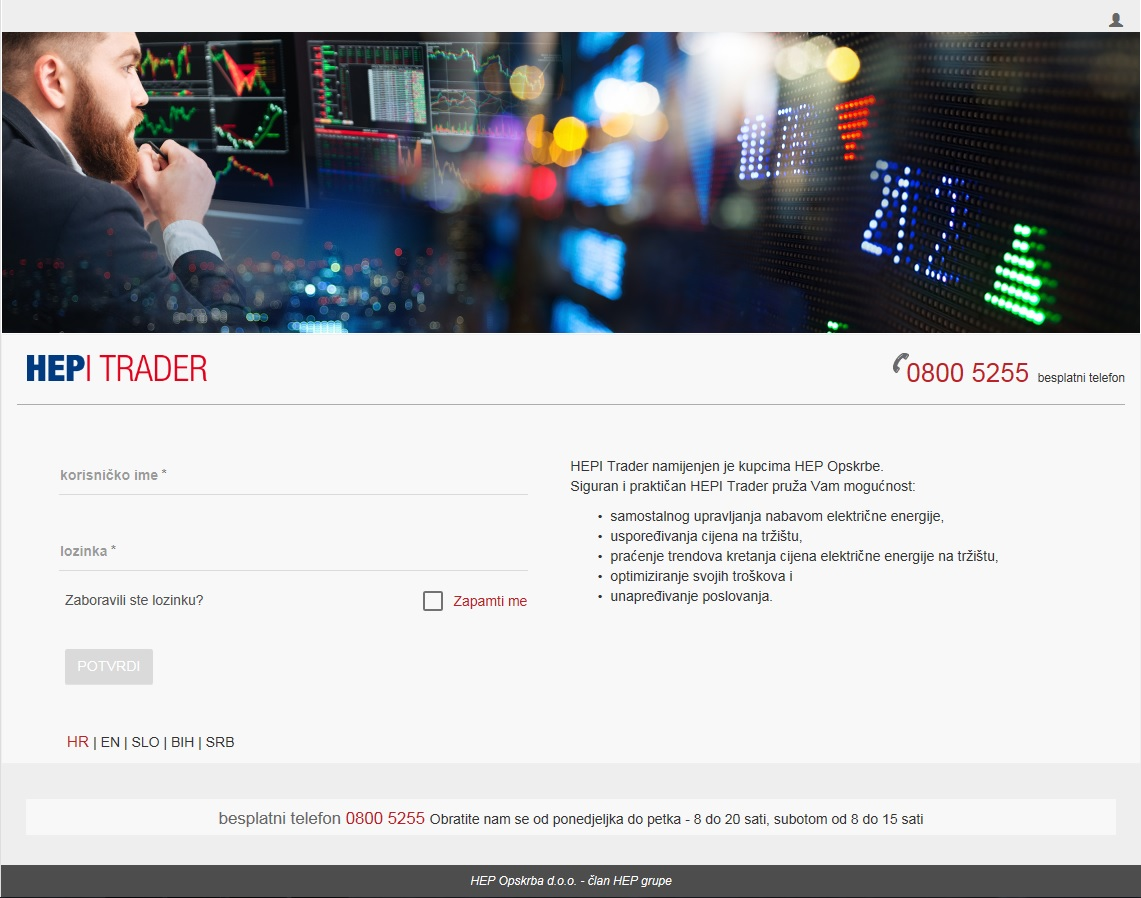 HEPI TRADER
0800 5255 besplatni telefon
korisničko ime *
lozinka *
Zaboravili ste lozinku?
Zapamti me
POTVRDI
HR | EN | SLO | BIH | SRB
HEPI Trader namijenjen je kupcima HEP Opskrbe.
Siguran i praktičan HEPI Trader pruža Vam mogućnost:
• samostalnog upravljanja nabavom električne energije,
• uspoređivanja cijena na tržištu,
• praćenje trendova kretanja cijena električne energije na tržištu,
• optimiziranje svojih troškova i
• unapređivanje poslovanja.
besplatni telefon 0800 5255 Obratite nam se od ponedjeljka do petka - 8 do 20 sati, subotom od 8 do 15 sati
HEP Opskrba d.o.o. - član HEP grupe